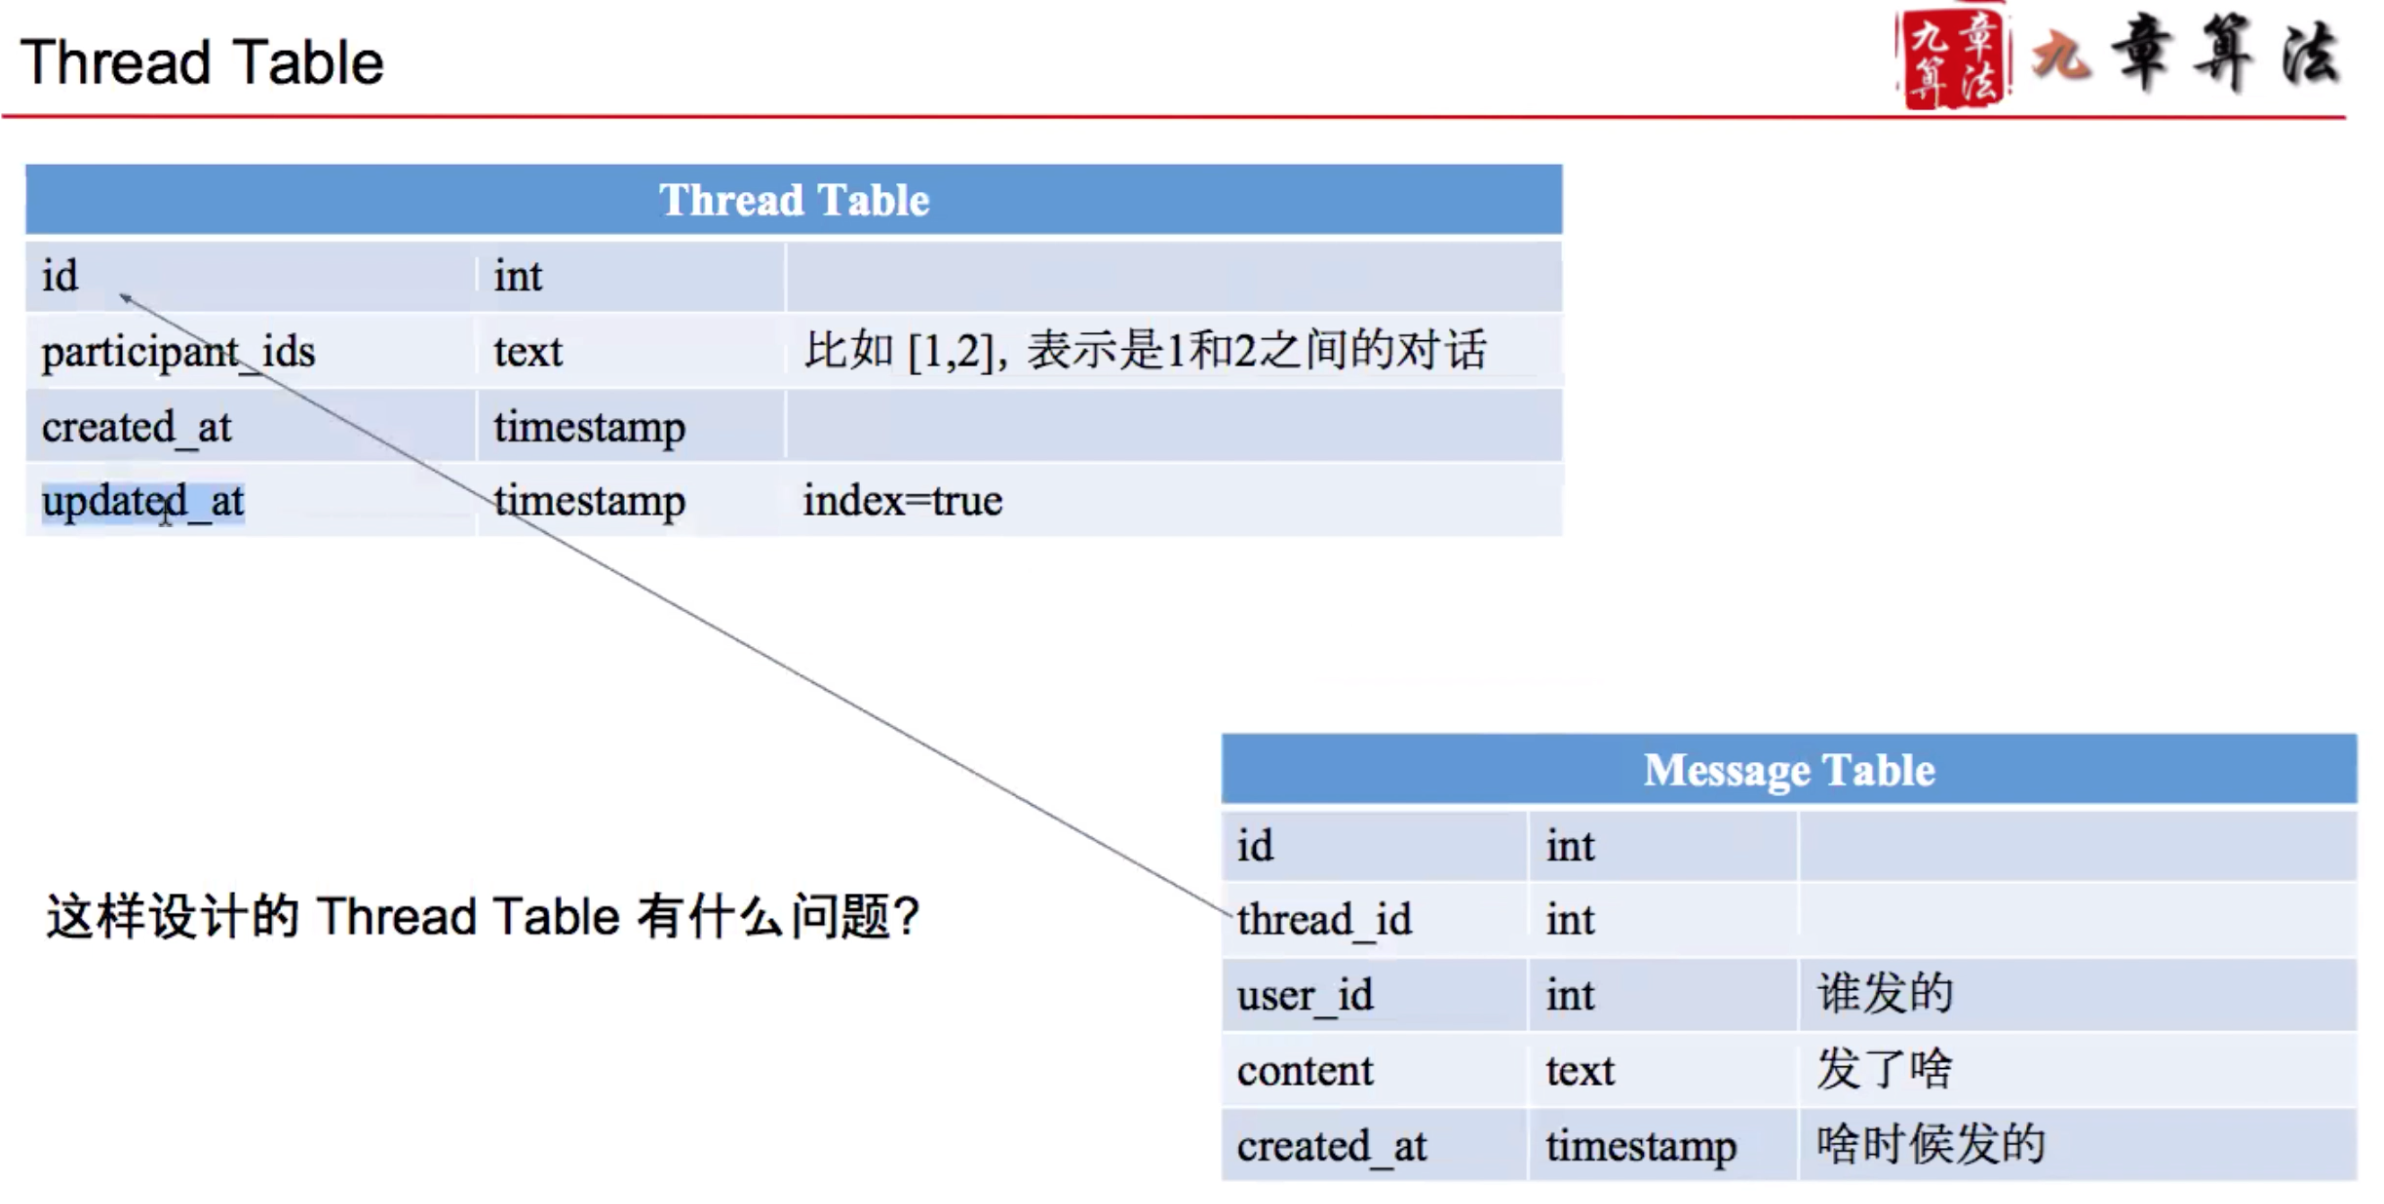 Thread Table
九章算法
九章算法
Thread Table
id int
participant_ids text 比如 [1,2], 表示是1和2之间的对话
created_at timestamp
updated_at timestamp index=true
Message Table
id int
thread_id int
user_id int 谁发的
content text 发了啥
created_at timestamp 啥时候发的
这样设计的 Thread Table 有什么问题?